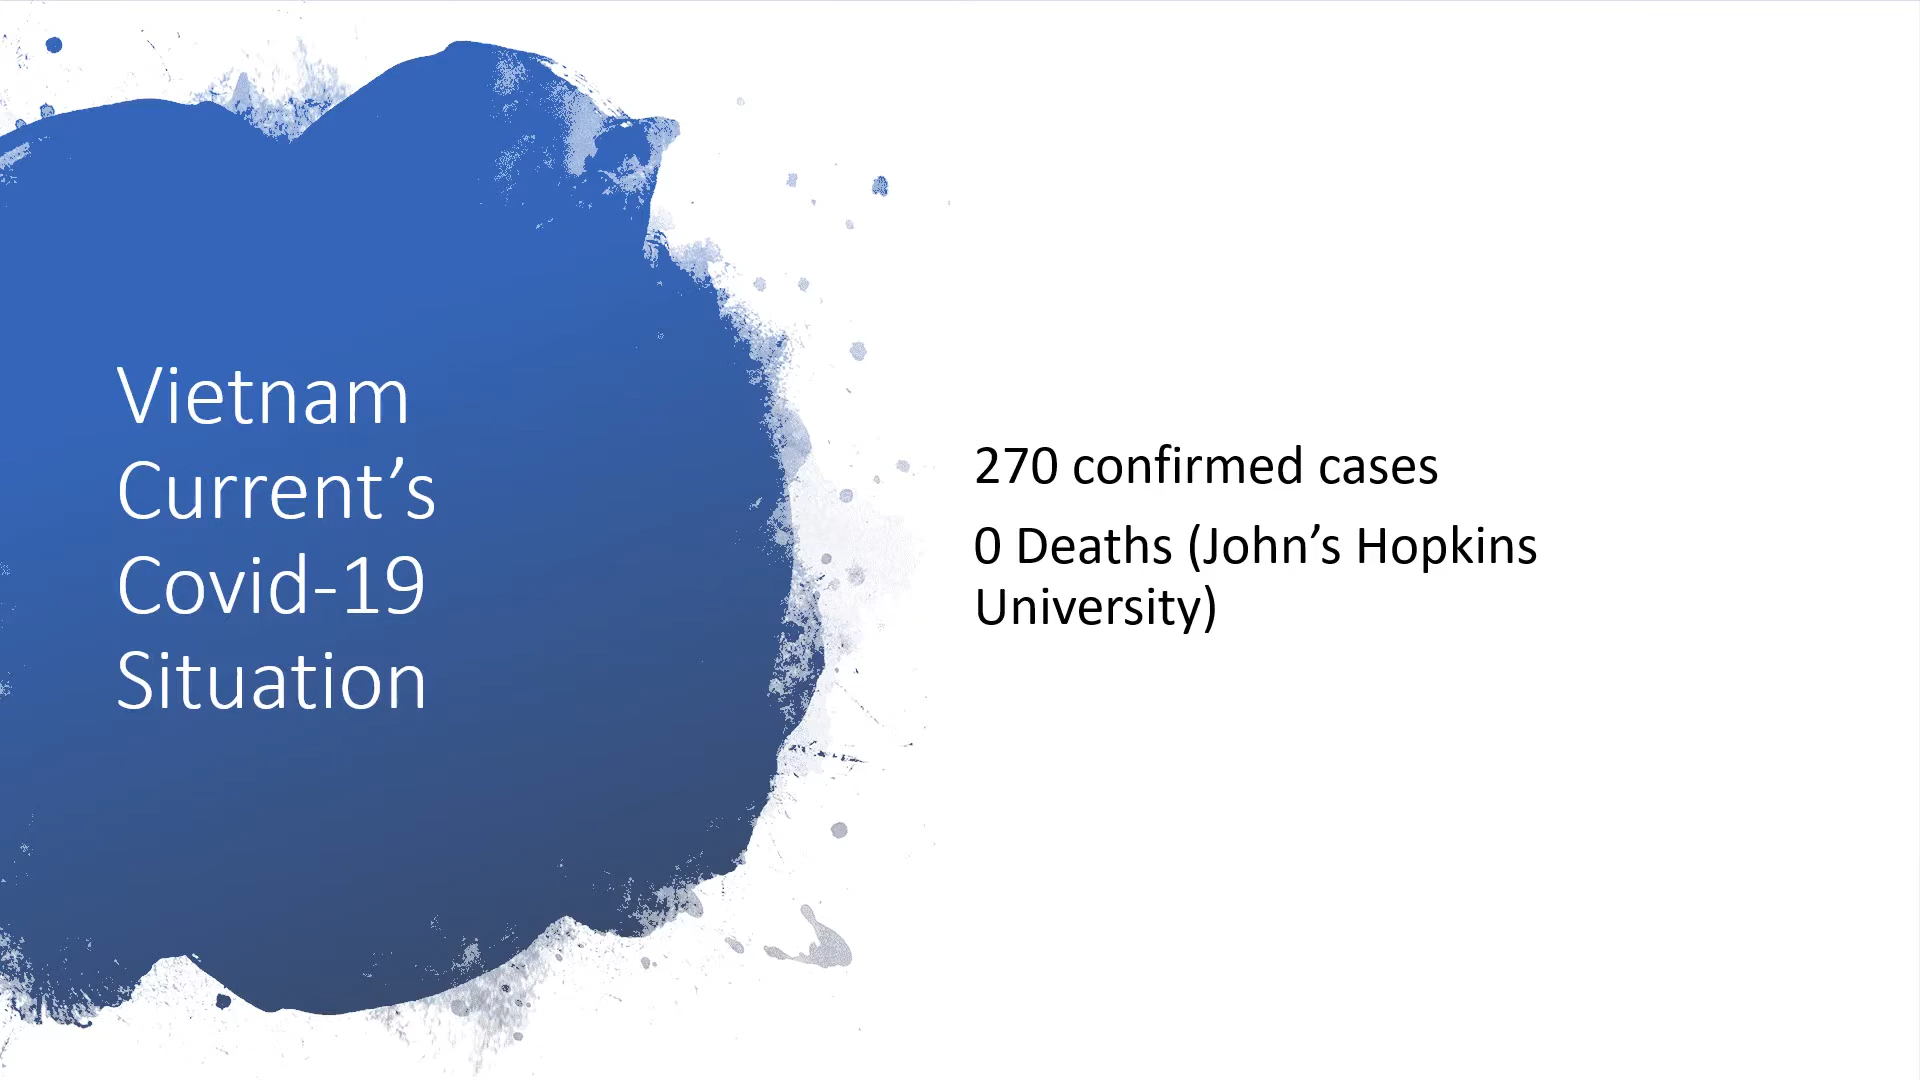 Vietnam
Current’s
Covid-19
Situation
270 confirmed cases
0 Deaths (John’s Hopkins
University)